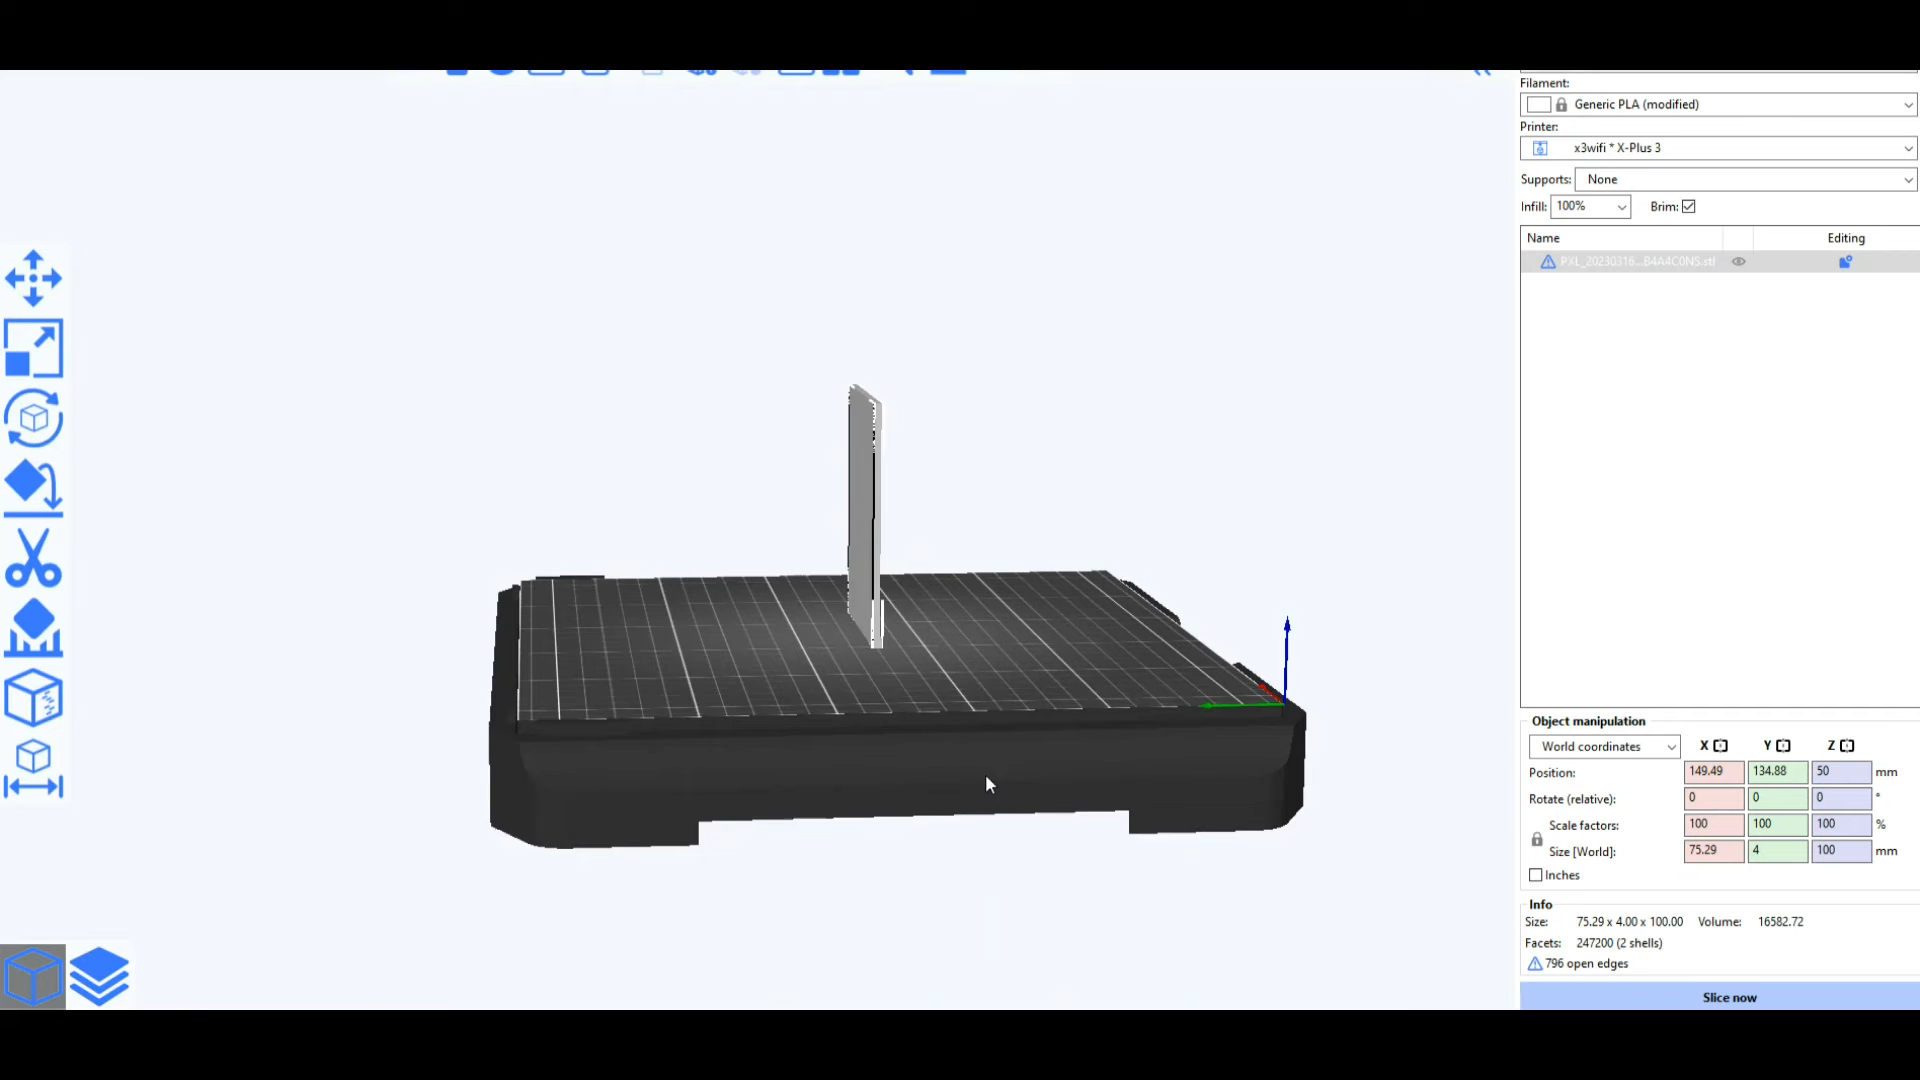 Filament:
Generic PLA (modified)
Printer:
x3wifi * X-Plus 3
Supports: None
Infill: 100% Brim:
Name Editing
PXL_20230316...B4A4C0NS.stl
Object manipulation
World coordinates X Y Z
Position: 149.49 134.88 50 mm
Rotate (relative): 0 0 0 °
Scale factors: 100 100 100 %
Size [World]: 75.29 4 100 mm
Inches
Info
Size: 75.29 x 4.00 x 100.00 Volume: 16582.72
Facets: 247200 (2 shells)
796 open edges
Slice now